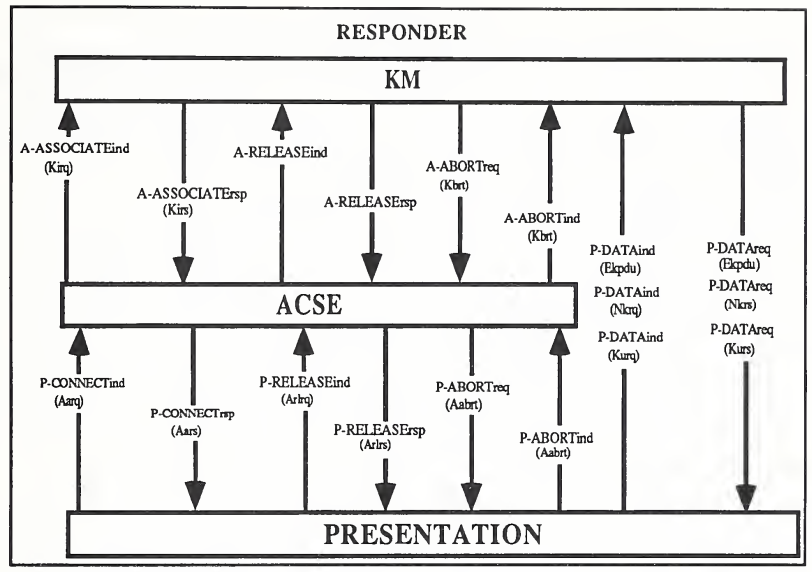 RESPONDER
KM
A-ASSOCIATEind
(Kirq)
A-ASSOCIATErsp
(Kirs)
A-RELEASEind
A-RELEASErsp
A-ABORTreq
(Kbrt)
A-ABORTind
(Kbrt)
P-DATAind
(Ekpdu)
P-DATAind
(Nkrq)
P-DATAind
(Kurq)
P-DATAreq
(Ekpdu)
P-DATAreq
(Nkrs)
P-DATAreq
(Kurs)
ACSE
P-CONNECTind
(Aarq)
P-CONNECTrsp
(Aars)
P-RELEASEind
(Arlrq)
P-RELEASErsp
(Arlrs)
P-ABORTreq
(Aabrt)
P-ABORTind
(Aabrt)
PRESENTATION